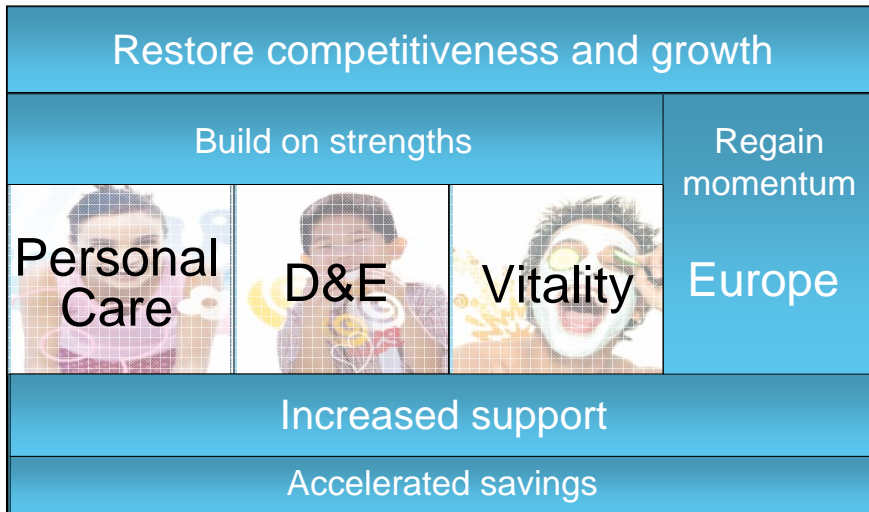 Restore competitiveness and growth
Build on strengths
Regain
momentum
Personal
Care
D&E
Vitality
Europe
Increased support
Accelerated savings